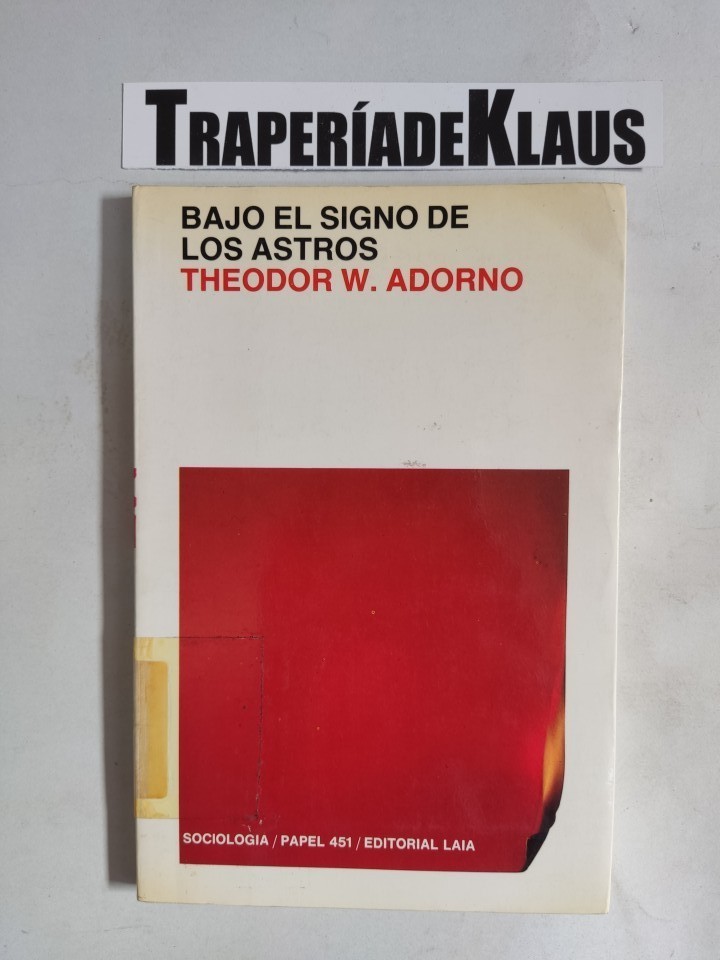 TRAPERÍADEKLAUS
BAJO EL SIGNO DE
LOS ASTROS
THEODOR W. ADORNO
SOCIOLOGIA / PAPEL 451 / EDITORIAL LAIA